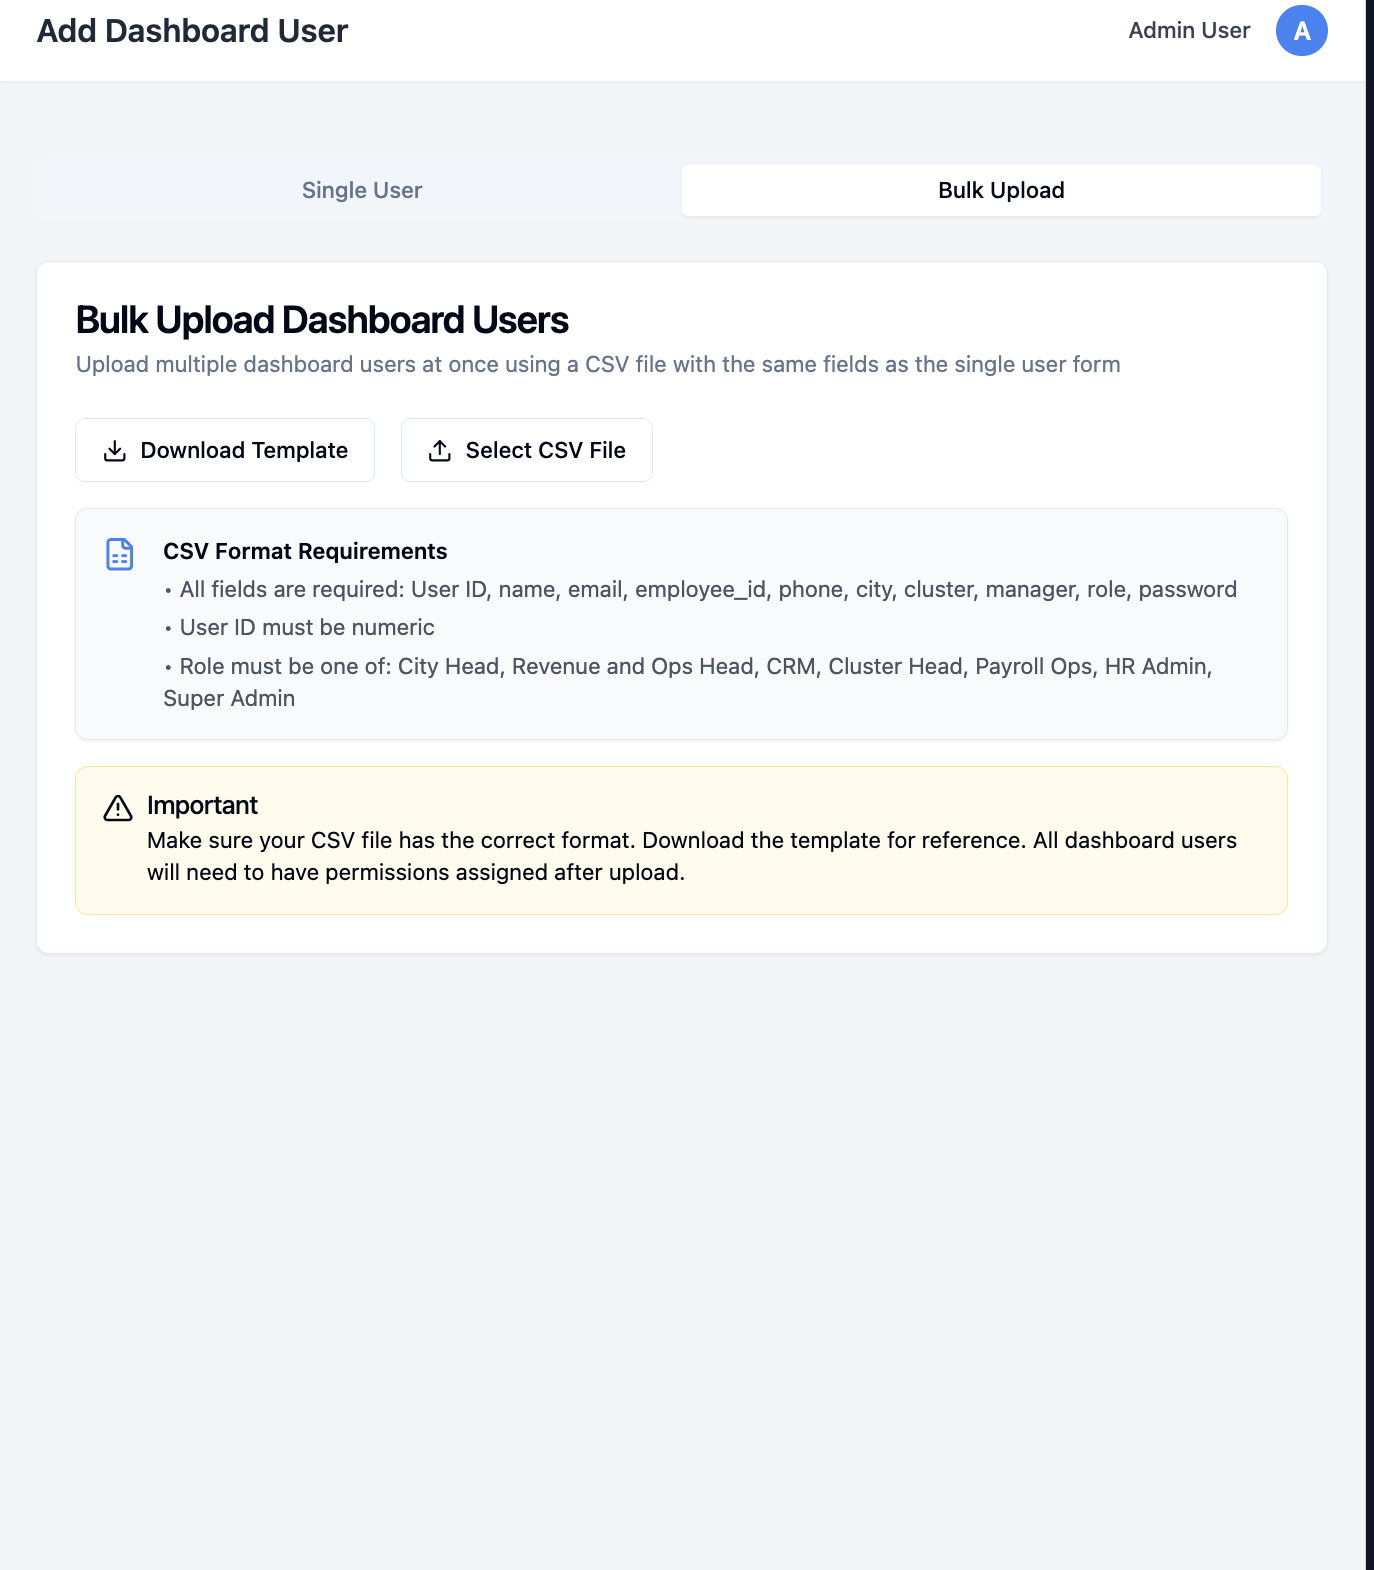 Add Dashboard User
Admin User
A
Single User
Bulk Upload
Bulk Upload Dashboard Users
Upload multiple dashboard users at once using a CSV file with the same fields as the single user form
Download Template
Select CSV File
CSV Format Requirements
• All fields are required: User ID, name, email, employee_id, phone, city, cluster, manager, role, password
• User ID must be numeric
• Role must be one of: City Head, Revenue and Ops Head, CRM, Cluster Head, Payroll Ops, HR Admin,
Super Admin
Important
Make sure your CSV file has the correct format. Download the template for reference. All dashboard users
will need to have permissions assigned after upload.